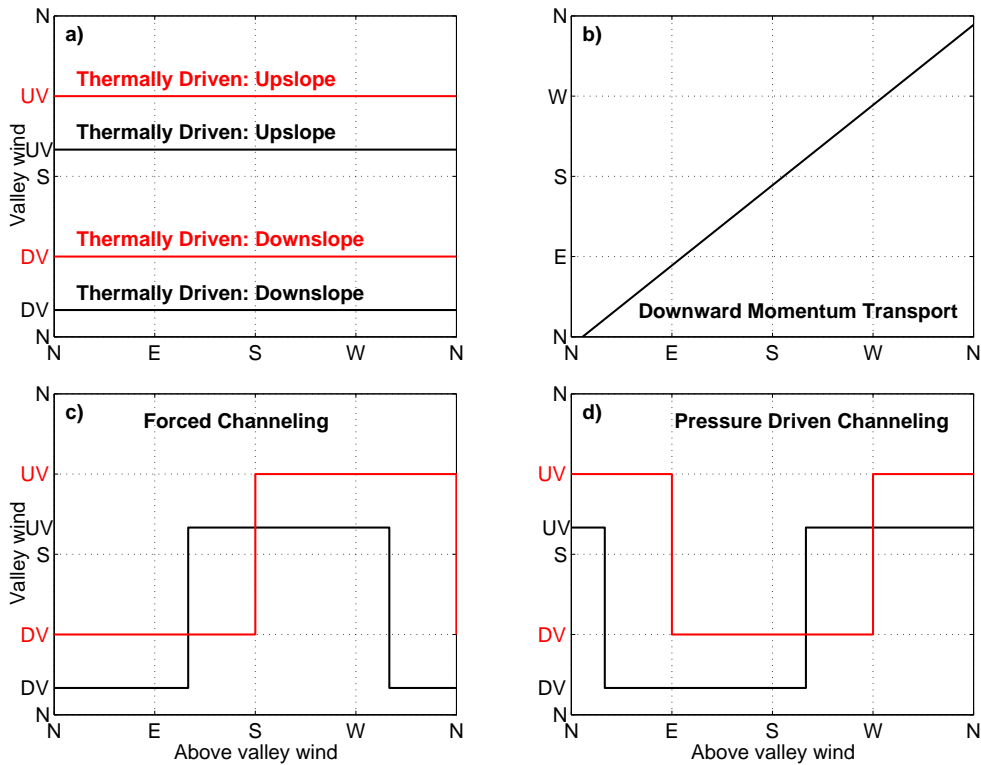 N
a)
Thermally Driven: Upslope
UV
Thermally Driven: Upslope
UV
S
Valley wind
Thermally Driven: Downslope
DV
Thermally Driven: Downslope
DV
N
N E S W N
N
b)
W
S
E
Downward Momentum Transport
N
N E S W N
N
c)
Forced Channeling
UV
UV
S
Valley wind
DV
DV
N
N E S W N
Above valley wind
N
d)
Pressure Driven Channeling
UV
UV
S
DV
DV
N
N E S W N
Above valley wind